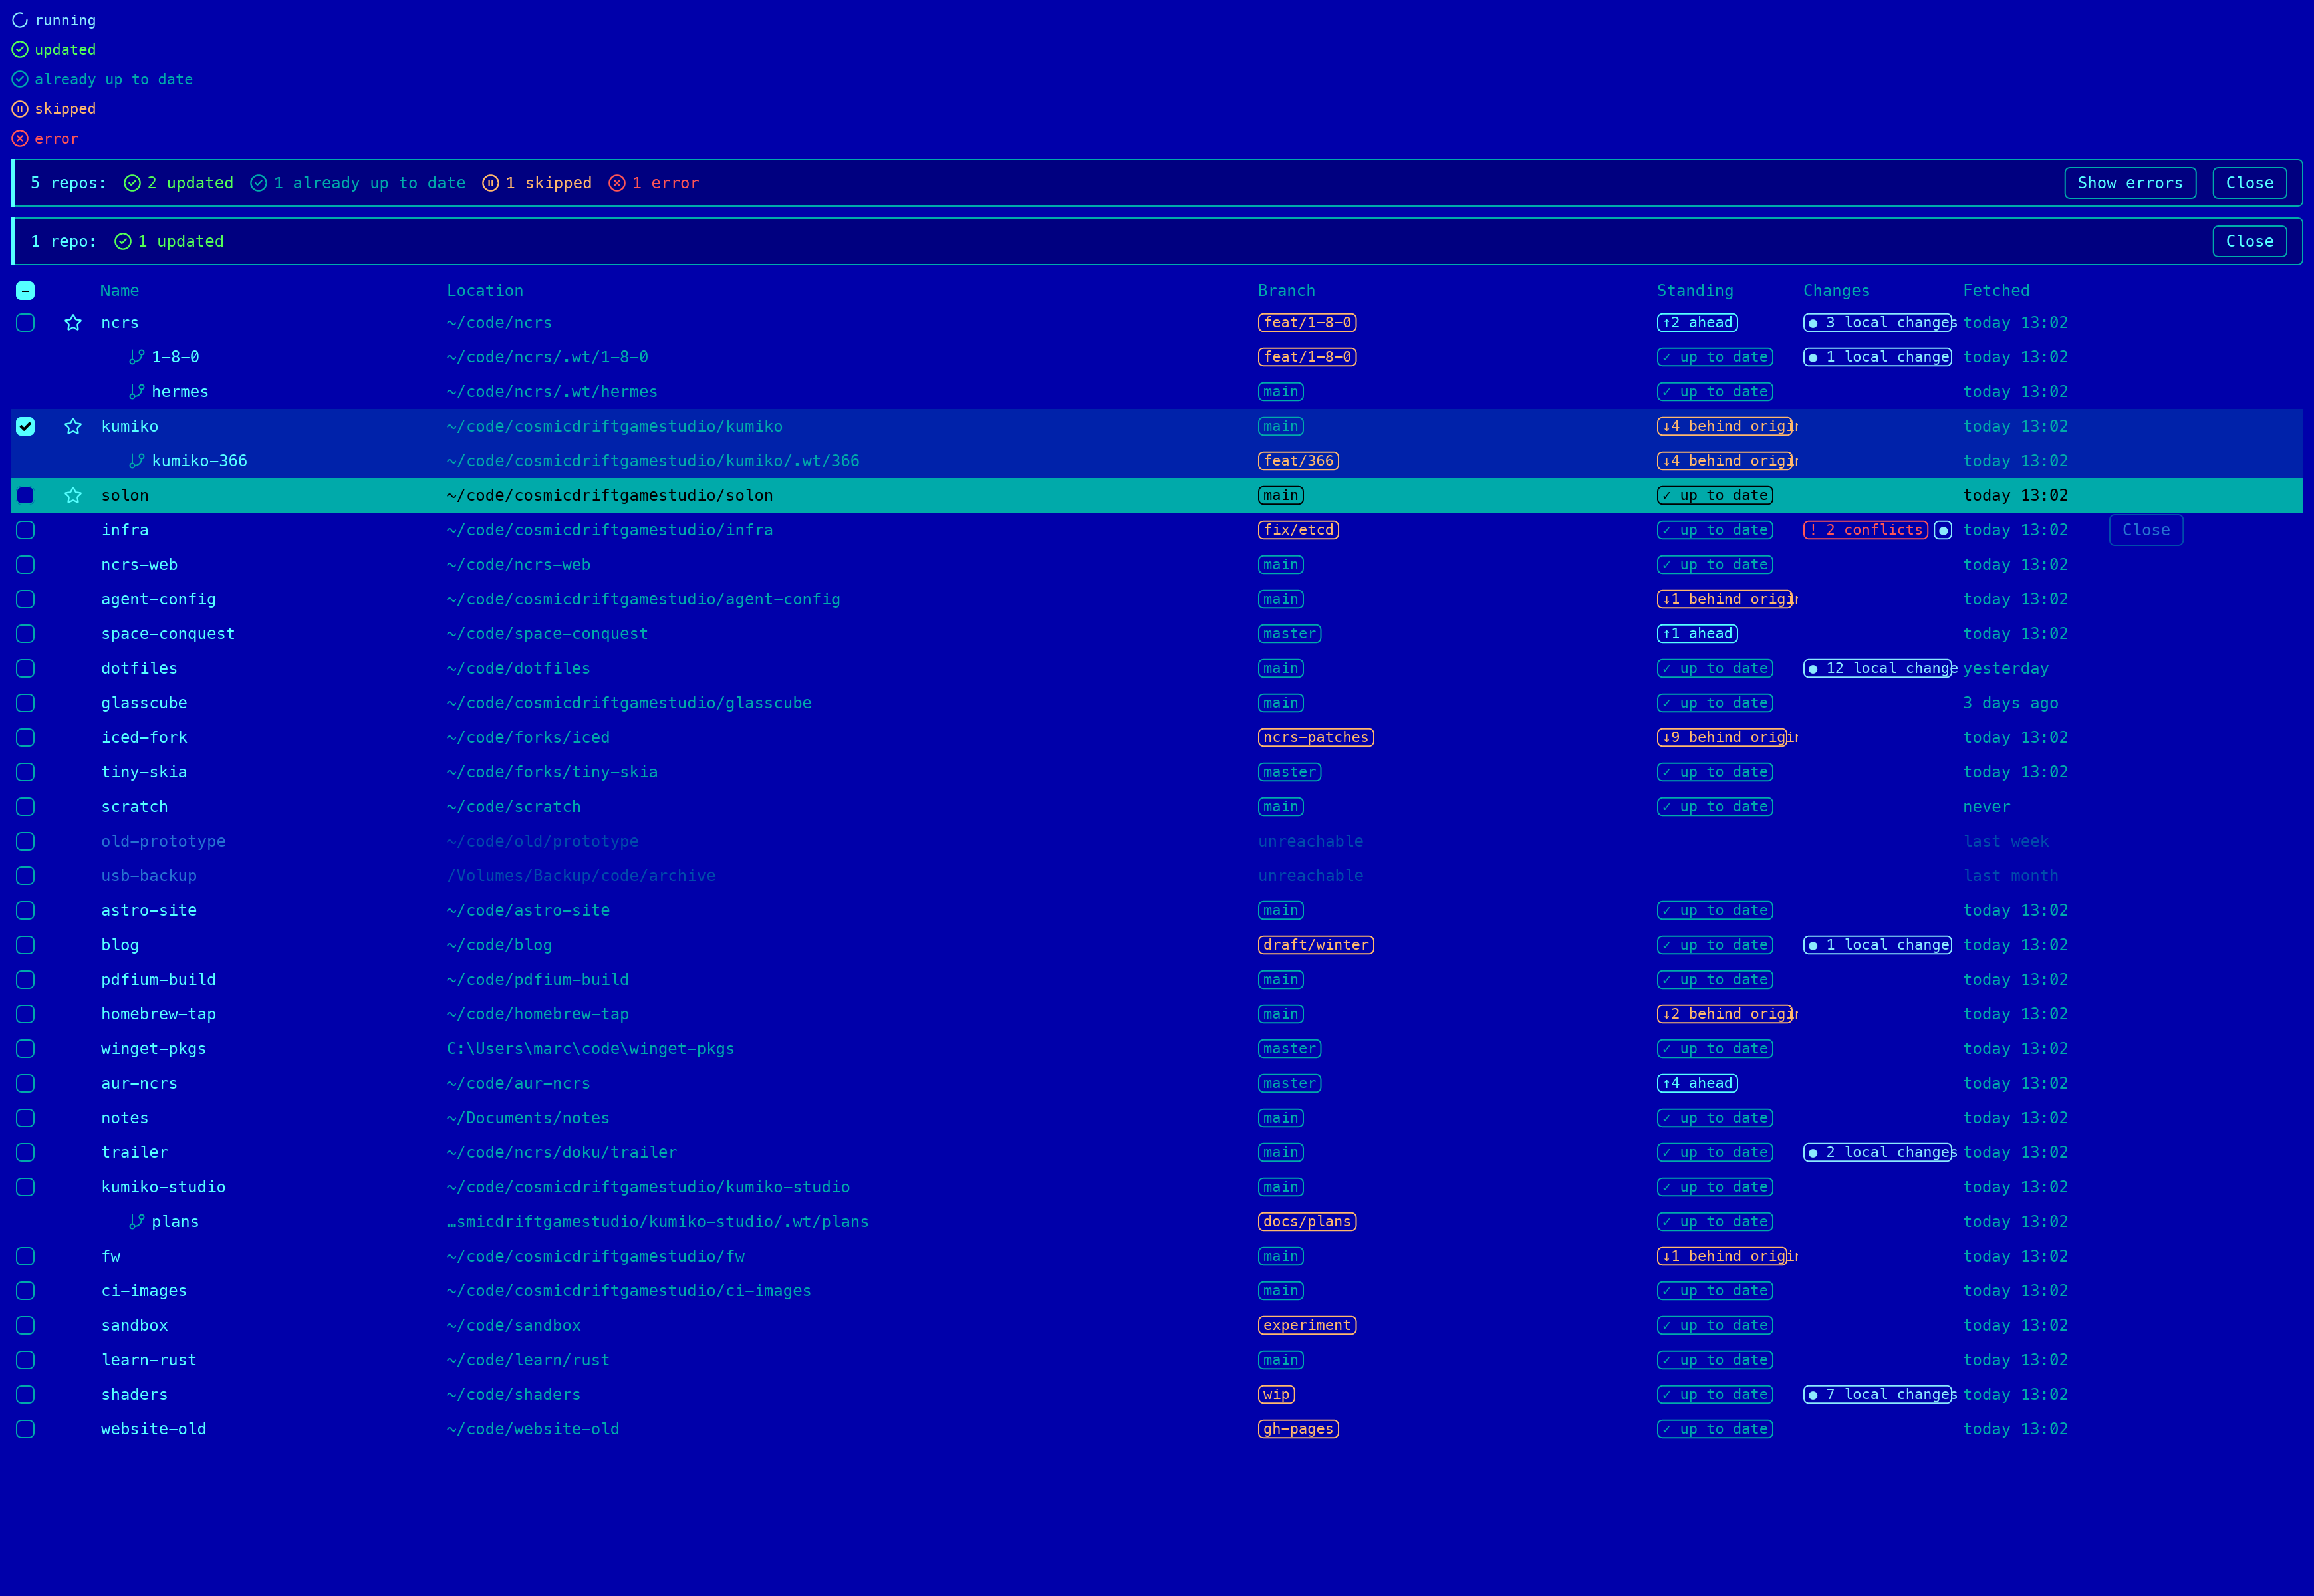 running
updated
already up to date
skipped
error
5 repos: 2 updated 1 already up to date 1 skipped 1 error Show errors Close
1 repo: 1 updated Close
Name Location Branch Standing Changes Fetched
ncrs ~/code/ncrs feat/1-8-0 ↑2 ahead ● 3 local changes today 13:02
1-8-0 ~/code/ncrs/.wt/1-8-0 feat/1-8-0 ✓ up to date ● 1 local change today 13:02
hermes ~/code/ncrs/.wt/hermes main ✓ up to date today 13:02
kumiko ~/code/cosmicdriftgamestudio/kumiko main ↓4 behind origin today 13:02
kumiko-366 ~/code/cosmicdriftgamestudio/kumiko/.wt/366 feat/366 ↓4 behind origin today 13:02
solon ~/code/cosmicdriftgamestudio/solon main ✓ up to date today 13:02
infra ~/code/cosmicdriftgamestudio/infra fix/etcd ✓ up to date ! 2 conflicts ● today 13:02 Close
ncrs-web ~/code/ncrs-web main ✓ up to date today 13:02
agent-config ~/code/cosmicdriftgamestudio/agent-config main ↓1 behind origin today 13:02
space-conquest ~/code/space-conquest master ↑1 ahead today 13:02
dotfiles ~/code/dotfiles main ✓ up to date ● 12 local change yesterday
glasscube ~/code/cosmicdriftgamestudio/glasscube main ✓ up to date 3 days ago
iced-fork ~/code/forks/iced ncrs-patches ↓9 behind origin today 13:02
tiny-skia ~/code/forks/tiny-skia master ✓ up to date today 13:02
scratch ~/code/scratch main ✓ up to date never
old-prototype ~/code/old/prototype unreachable last week
usb-backup /Volumes/Backup/code/archive unreachable last month
astro-site ~/code/astro-site main ✓ up to date today 13:02
blog ~/code/blog draft/winter ✓ up to date ● 1 local change today 13:02
pdfium-build ~/code/pdfium-build main ✓ up to date today 13:02
homebrew-tap ~/code/homebrew-tap main ↓2 behind origin today 13:02
winget-pkgs C:\Users\marc\code\winget-pkgs master ✓ up to date today 13:02
aur-ncrs ~/code/aur-ncrs master ↑4 ahead today 13:02
notes ~/Documents/notes main ✓ up to date today 13:02
trailer ~/code/ncrs/doku/trailer main ✓ up to date ● 2 local changes today 13:02
kumiko-studio ~/code/cosmicdriftgamestudio/kumiko-studio main ✓ up to date today 13:02
plans …smicdriftgamestudio/kumiko-studio/.wt/plans docs/plans ✓ up to date today 13:02
fw ~/code/cosmicdriftgamestudio/fw main ↓1 behind origin today 13:02
ci-images ~/code/cosmicdriftgamestudio/ci-images main ✓ up to date today 13:02
sandbox ~/code/sandbox experiment ✓ up to date today 13:02
learn-rust ~/code/learn/rust main ✓ up to date today 13:02
shaders ~/code/shaders wip ✓ up to date ● 7 local changes today 13:02
website-old ~/code/website-old gh-pages ✓ up to date today 13:02